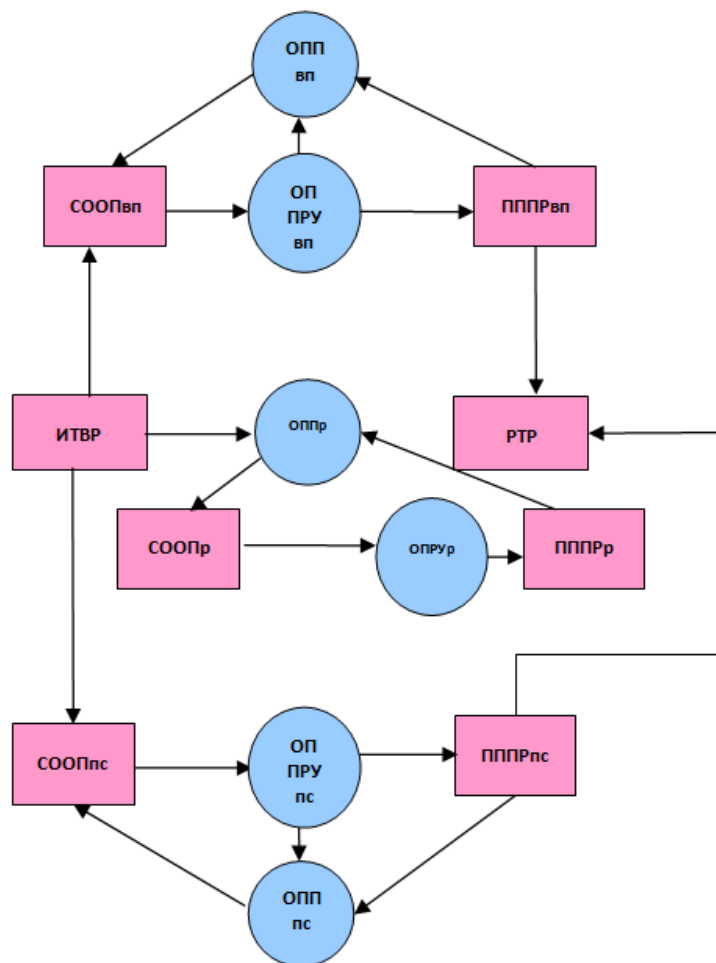 ОПП
вп
СООПвп
ОП
ПРУ
вп
ПППРвп
ИТВР
ОППр
РТР
СООПр
ОПРУр
ПППРр
СООПпс
ОП
ПРУ
пс
ПППРпс
ОПП
пс